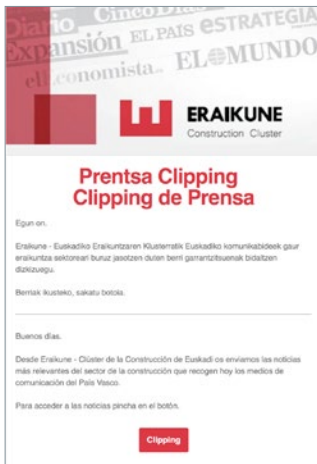 Diario CincoDías
Expansión EL PAIS ESTRATEGIA
elEconomista. EL MUNDO
ERAIKUNE
Construction Cluster
Prentsa Clipping
Clipping de Prensa
Egun on.
Eraikune - Euskadiko Eraikuntzaren Klusterretik Euskadiko komunikabideek gaur
eraikuntza sektoreari buruz jasotzen duten berri garrantzitsuenak bidaltzen
dizkizuegu.
Berriak ikusteko, sakatu botoia.
Buenos días.
Desde Eraikune - Clúster de la Construcción de Euskadi os enviamos las noticias
más relevantes del sector de la construcción que recogen hoy los medios de
comunicación del País Vasco.
Para acceder a las noticias pincha en el botón.
Clipping